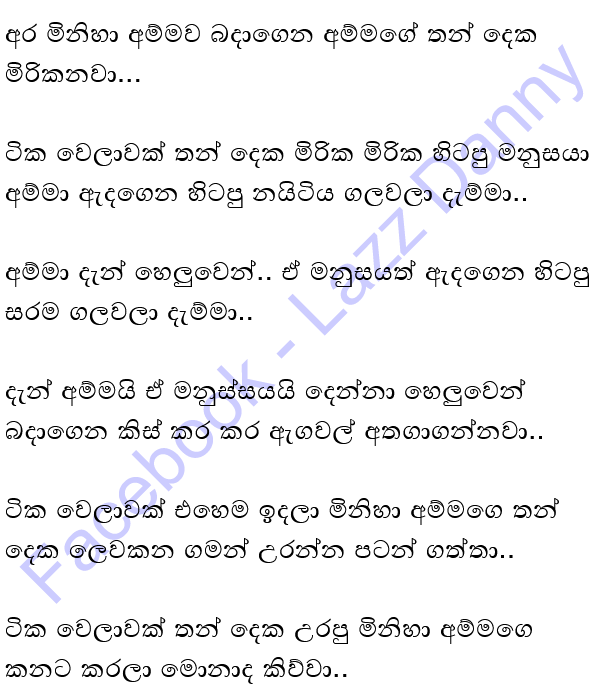 අර මිනිහා අම්මව බදාගෙන අම්මගේ තන් දෙක
මිරිකනවා...
ටික වෙලාවක් තන් දෙක මිරික මිරික හිටපු මනුසයා
අම්මා ඇදගෙන හිටපු නයිටිය ගලවලා දැම්මා..
අම්මා දැන් හෙලුවෙන්.. ඒ මනුසයත් ඇදගෙන හිටපු
සරම ගලවලා දැම්මා..
දැන් අම්මයි ඒ මනුස්සයයි දෙන්නා හෙලුවෙන්
බදාගෙන කිස් කර කර ඇගවල් අතගාගන්නවා..
ටික වෙලාවක් එහෙම ඉදලා මිනිහා අම්මගෙ තන්
දෙක ලෙවකන ගමන් උරන්න පටන් ගත්තා..
ටික වෙලාවක් තන් දෙක උරපු මිනිහා අම්මගෙ
කනට කරලා මොනාද කිව්වා..
Facebook - Lazz Danny